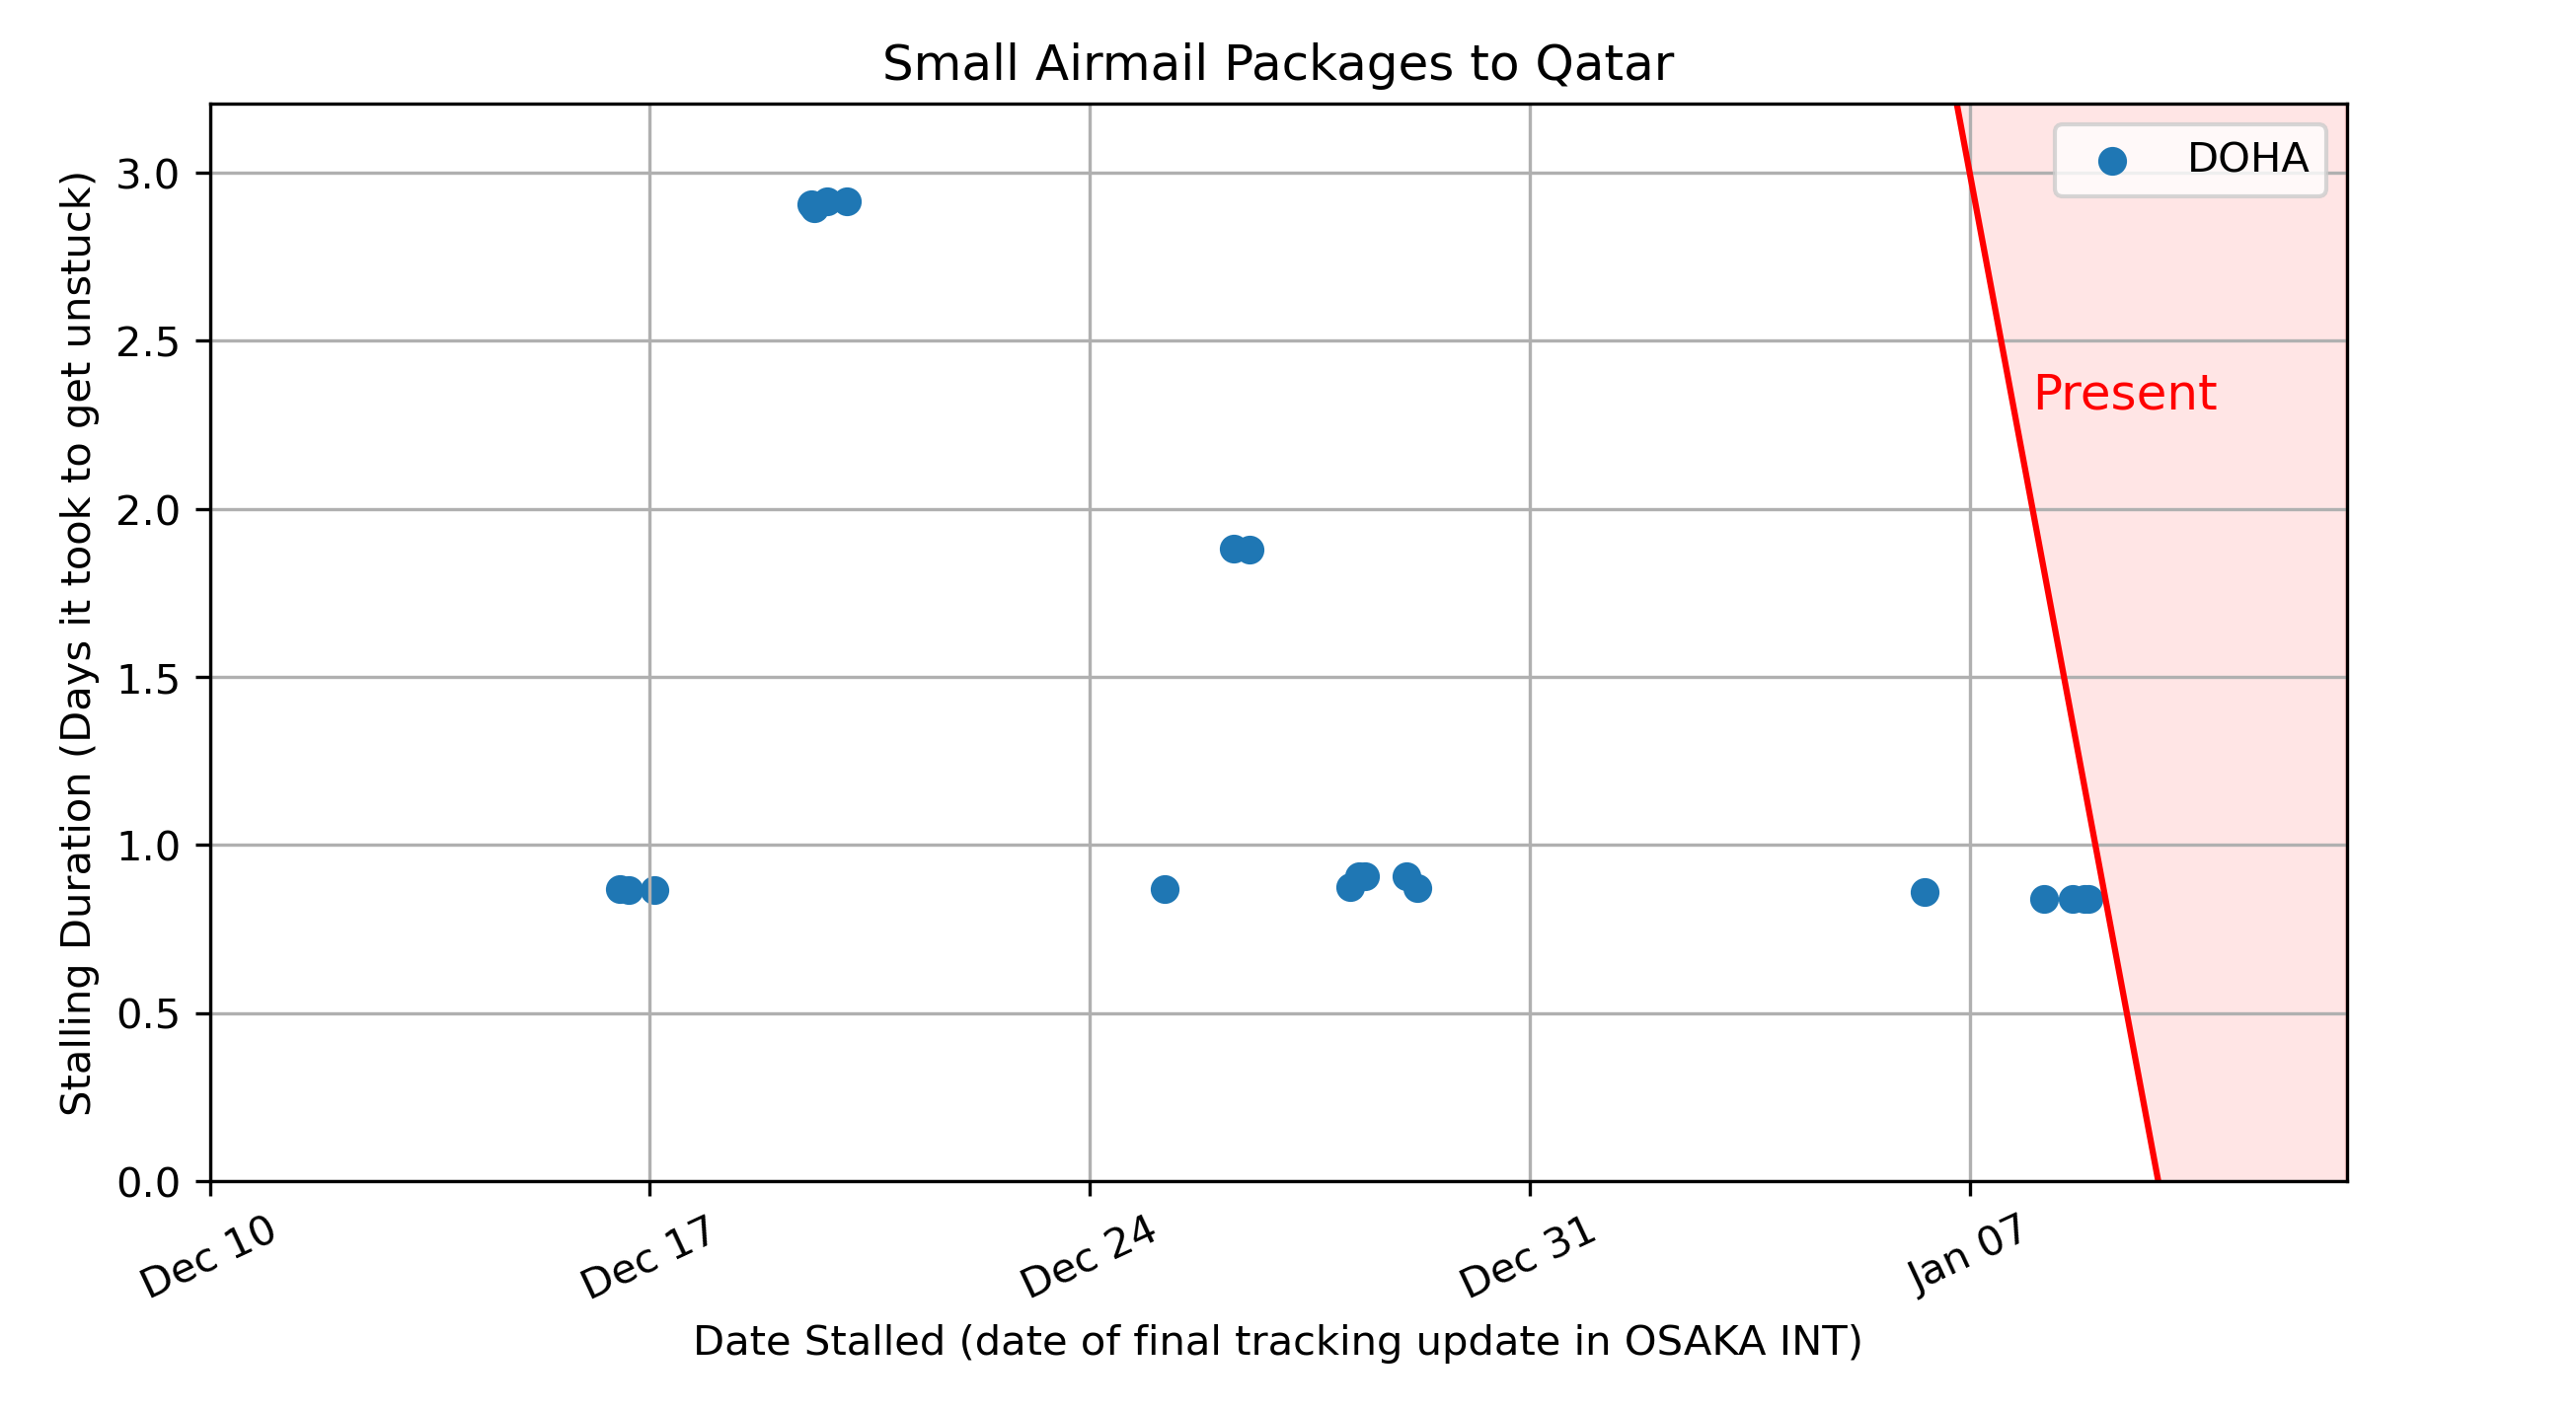 Small Airmail Packages to Qatar
Stalling Duration (Days it took to get unstuck)
3.0
2.5
2.0
1.5
1.0
0.5
0.0
DOHA
Present
Dec 10
Dec 17
Dec 24
Dec 31
Jan 07
Date Stalled (date of final tracking update in OSAKA INT)